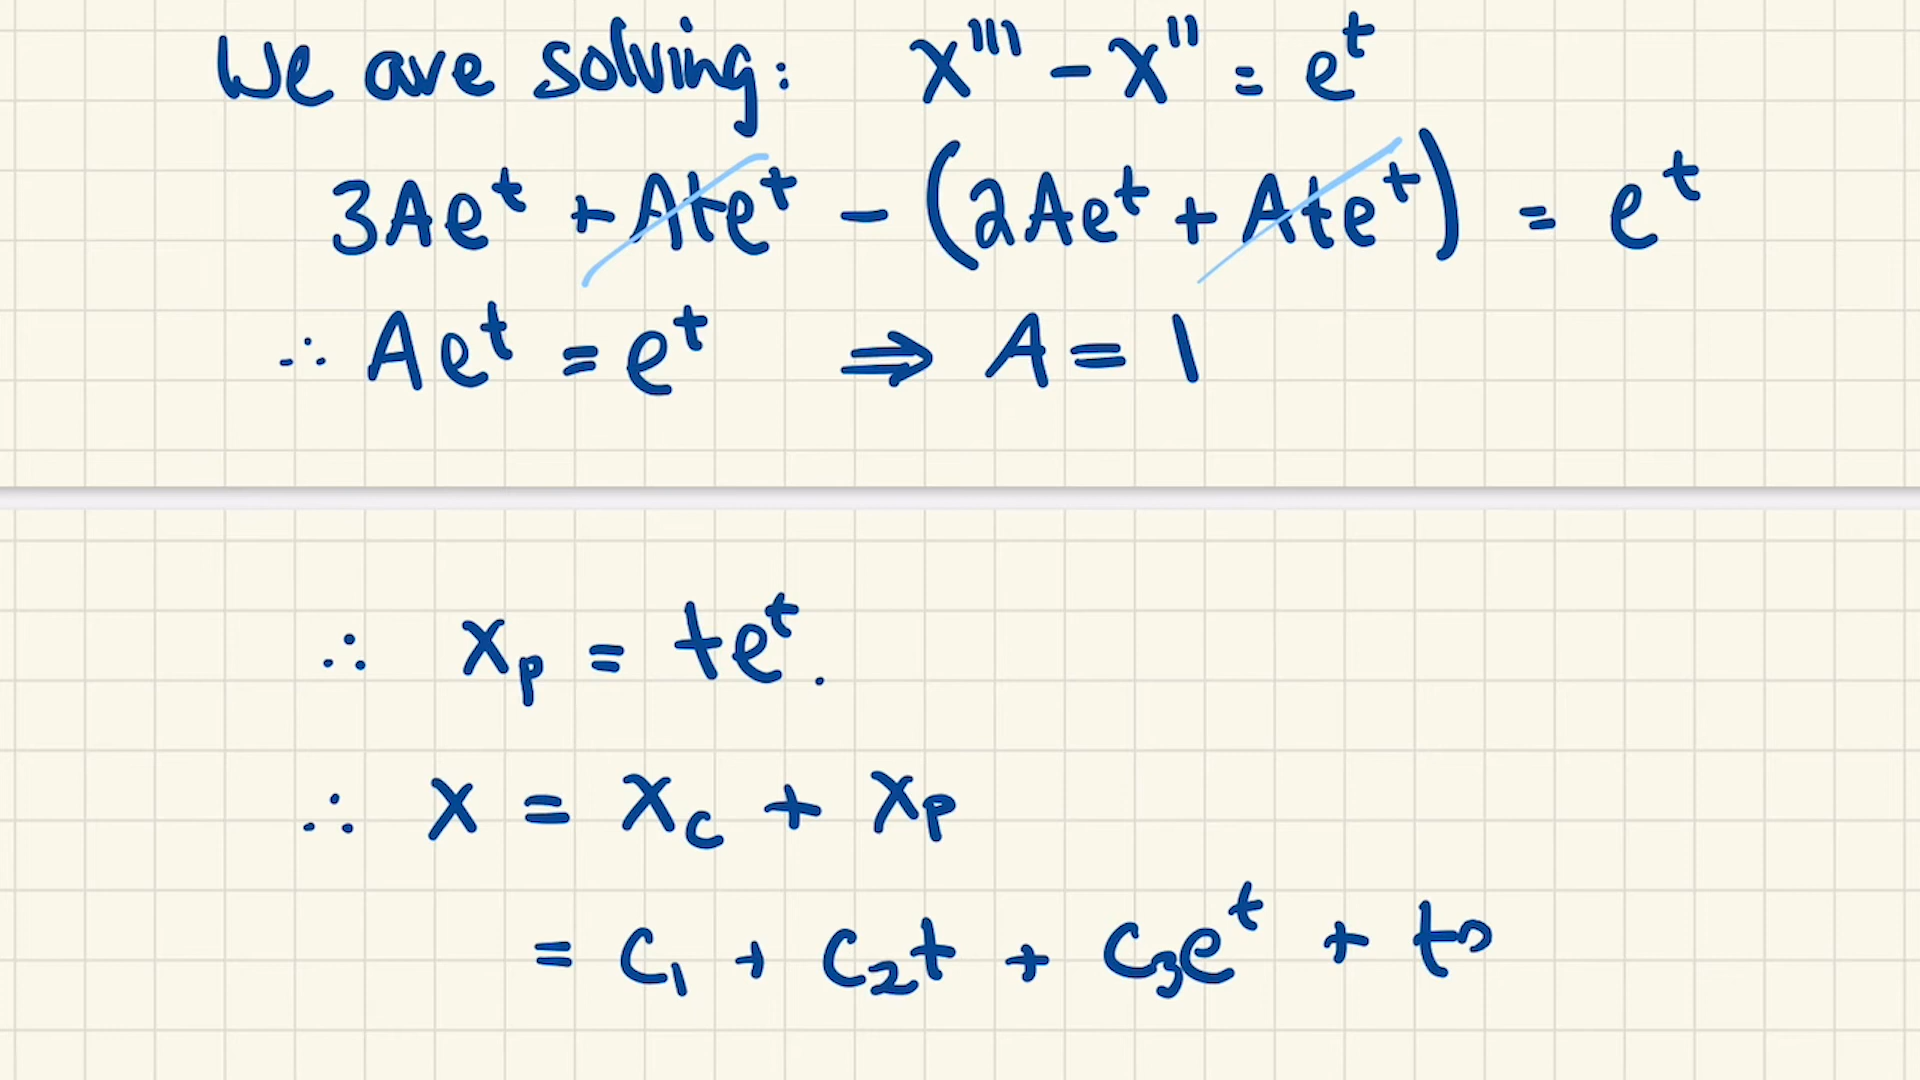 We are solving: x''' - x'' = e^t
3Ae^t + Ate^t - (2Ae^t + Ate^t) = e^t
∴ Ae^t = e^t ⇒ A = 1
∴ x_p = te^t.
∴ x = x_c + x_p
= c_1 + c_2t + c_3e^t + t